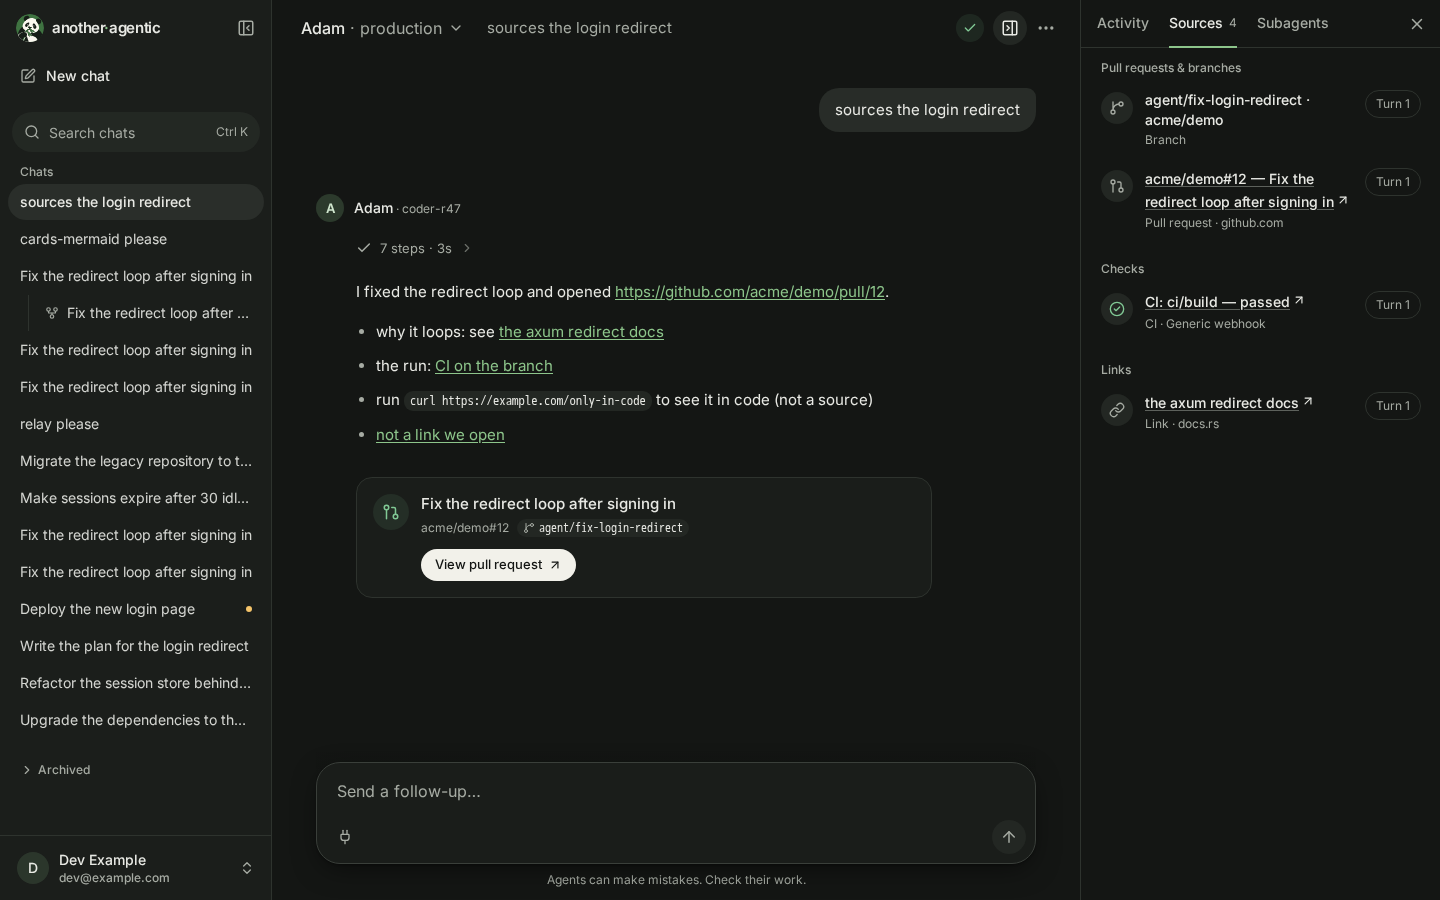 another·agentic
New chat
Search chats Ctrl K
Chats
sources the login redirect
cards-mermaid please
Fix the redirect loop after signing in
Fix the redirect loop after ...
Fix the redirect loop after signing in
Fix the redirect loop after signing in
relay please
Migrate the legacy repository to t...
Make sessions expire after 30 idl...
Fix the redirect loop after signing in
Fix the redirect loop after signing in
Deploy the new login page
Write the plan for the login redirect
Refactor the session store behind...
Upgrade the dependencies to th...
Archived
D
Dev Example
dev@example.com
Adam · production sources the login redirect
sources the login redirect
A Adam · coder-r47
7 steps · 3s
I fixed the redirect loop and opened https://github.com/acme/demo/pull/12.
• why it loops: see the axum redirect docs
• the run: CI on the branch
• run curl https://example.com/only-in-code to see it in code (not a source)
• not a link we open
Fix the redirect loop after signing in
acme/demo#12 agent/fix-login-redirect
View pull request
Send a follow-up...
Agents can make mistakes. Check their work.
Activity Sources 4 Subagents
Pull requests & branches
agent/fix-login-redirect · Turn 1
acme/demo
Branch
acme/demo#12 — Fix the Turn 1
redirect loop after signing in
Pull request · github.com
Checks
CI: ci/build — passed Turn 1
CI · Generic webhook
Links
the axum redirect docs Turn 1
Link · docs.rs